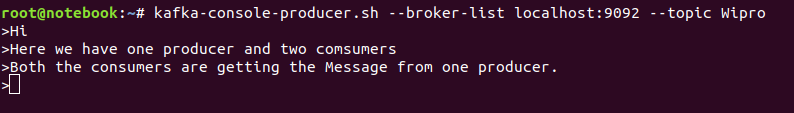 root@notebook:~# kafka-console-producer.sh --broker-list localhost:9092 --topic Wipro
>Hi
>Here we have one producer and two comsumers
>Both the consumers are getting the Message from one producer.
>